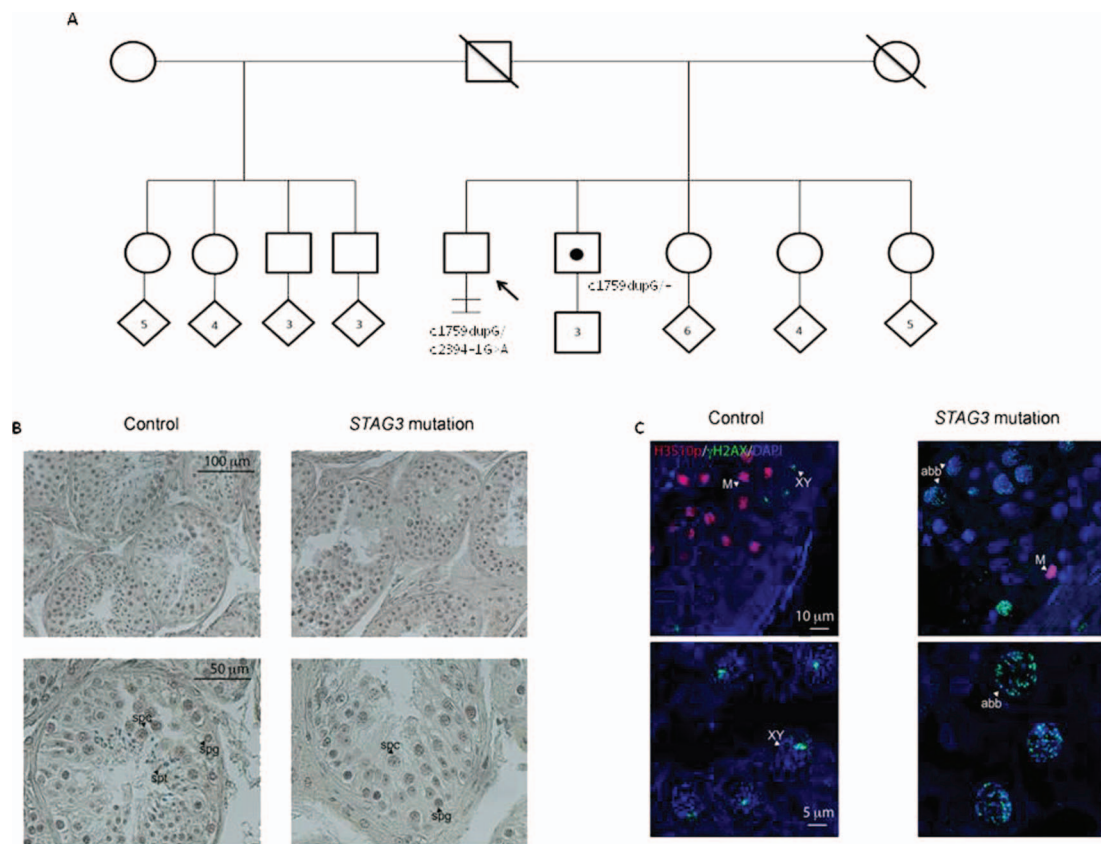 A
5
4
3
3
c1759dupG/
c2394-1G>A
c1759dupG/-
3
6
4
5
B
Control
STAG3 mutation
100 μm
50 μm
spc
spg
spt
spc
spg
C
Control
STAG3 mutation
H3S10p/γH2AX/DAPI
M
XY
10 μm
abb
M
XY
5 μm
abb